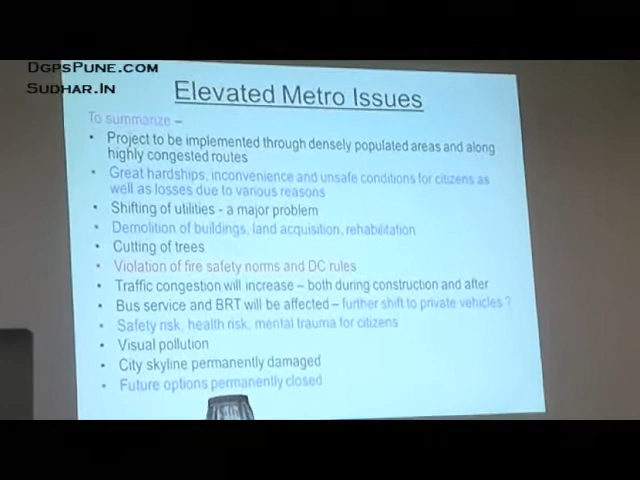 DgpsPune.com
Sudhar.In
Elevated Metro Issues
To summarize –
• Project to be implemented through densely populated areas and along
highly congested routes
• Great hardships, inconvenience and unsafe conditions for citizens as
well as losses due to various reasons
• Shifting of utilities - a major problem
• Demolition of buildings, land acquisition, rehabilitation
• Cutting of trees
• Violation of fire safety norms and DC rules
• Traffic congestion will increase – both during construction and after
• Bus service and BRT will be affected – further shift to private vehicles ?
• Safety risk, health risk, mental trauma for citizens
• Visual pollution
• City skyline permanently damaged
• Future options permanently closed